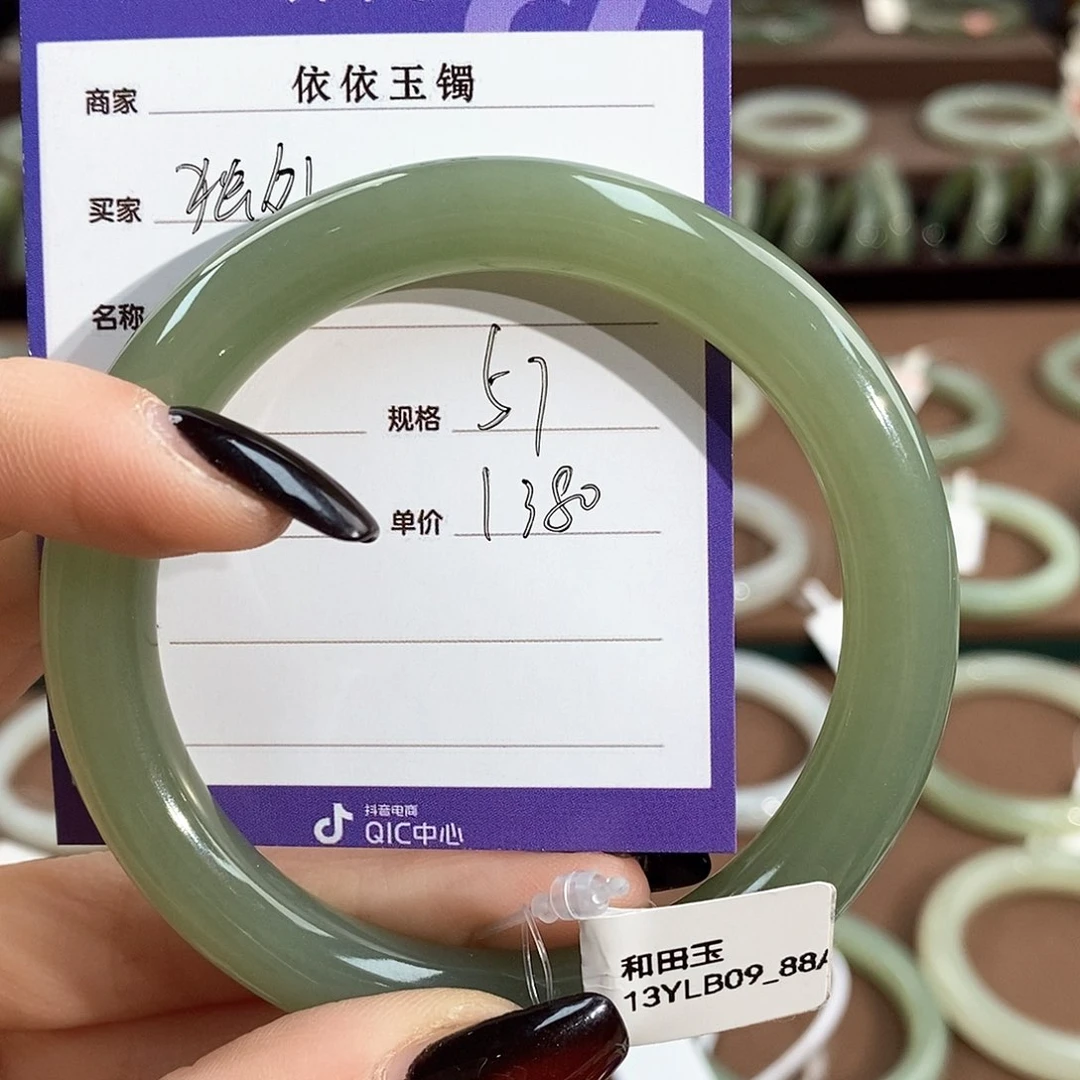 商家 依依玉镯
买家
名称
规格 57
单价 1380
抖音电商
QIC中心
和田玉
13YLB09_88A